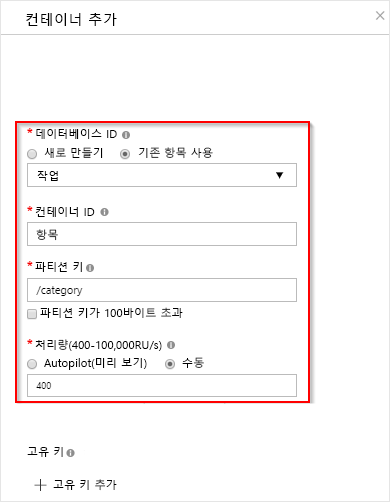 컨테이너 추가
* 데이터베이스 ID
새로 만들기 기존 항목 사용
작업
* 컨테이너 ID
항목
* 파티션 키
/category
파티션 키가 100바이트 초과
* 처리량(400-100,000RU/s)
Autopilot(미리 보기) 수동
400
고유 키
+ 고유 키 추가